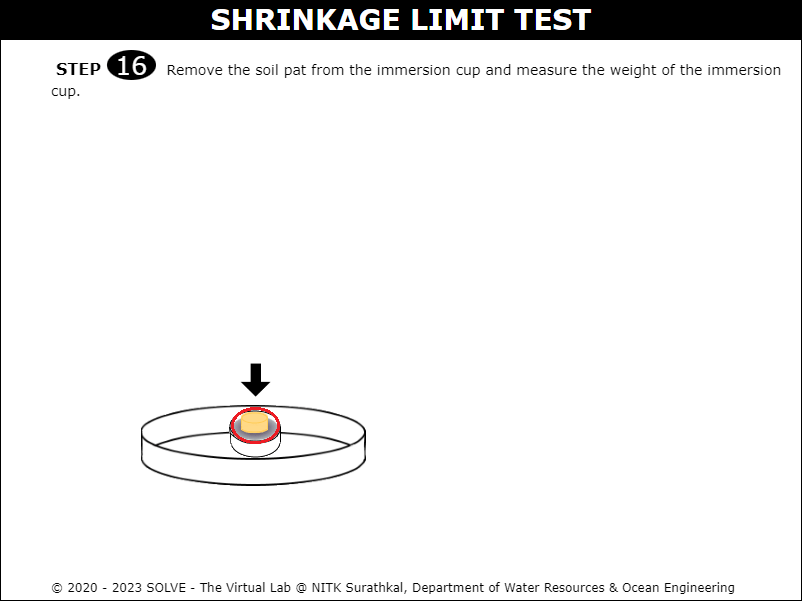 SHRINKAGE LIMIT TEST
STEP 16 Remove the soil pat from the immersion cup and measure the weight of the immersion
cup.
© 2020 - 2023 SOLVE - The Virtual Lab @ NITK Surathkal, Department of Water Resources & Ocean Engineering